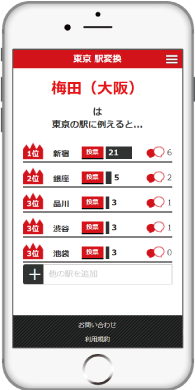 東京 駅変換
梅田（大阪）
は
東京の駅に例えると...
1位 新宿 投票 21 6
2位 銀座 投票 5 2
3位 品川 投票 3 1
3位 渋谷 投票 3 1
3位 池袋 投票 3 0
+ 他の駅を追加
お問い合わせ
利用規約